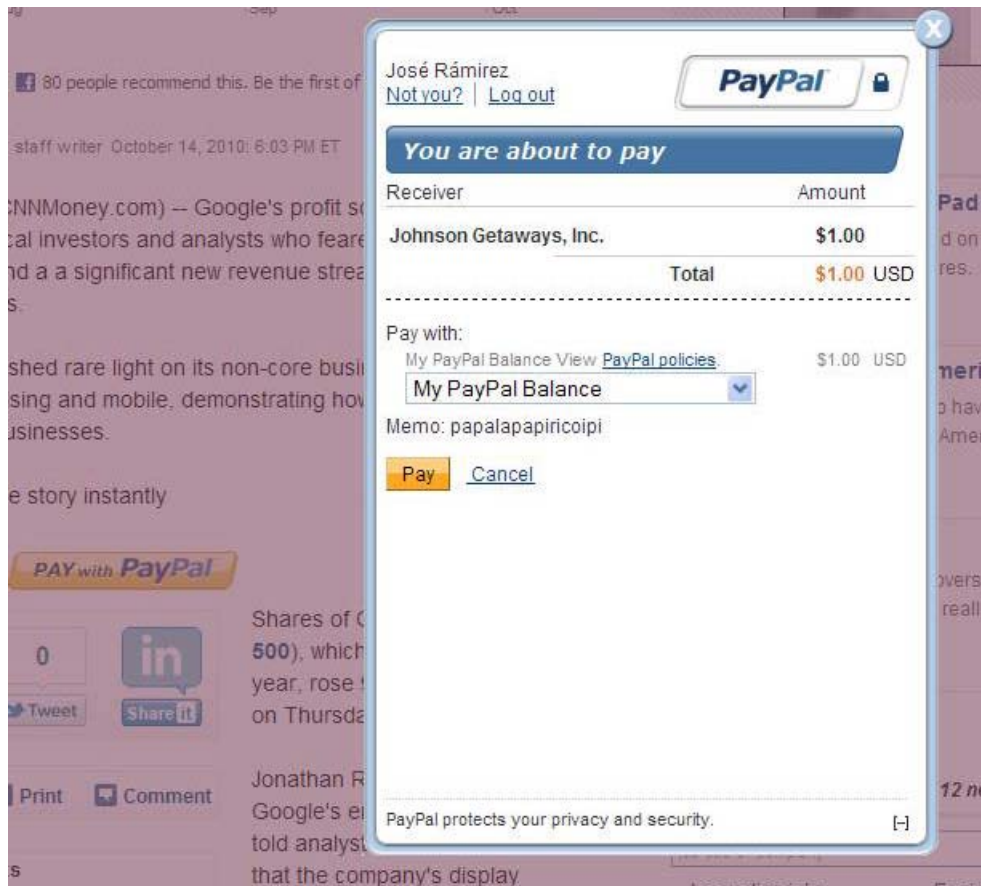 Sep
Oct
80 people recommend this. Be the first of
staff writer October 14, 2010: 6:03 PM ET
CNNMoney.com) -- Google's profit
cal investors and analysts who
nd a a significant new revenue
s.
shed rare light on its non-core
sing and mobile, demonstrating
usinesses.
e story instantly
PAY with PayPal
0
in
Tweet
Share it
Shares of
500), which
year, rose
on Thursda
Print
Comment
Jonathan R
Google's
told analyst
that the company's display
s
X
José Rámirez
Not you? | Log out
PayPal
You are about to pay
Receiver Amount
Johnson Getaways, Inc. $1.00
Total $1.00 USD
Pay with:
My PayPal Balance View PayPal policies. $1.00 USD
My PayPal Balance
Memo: papalapapiricoipi
Pay Cancel
PayPal protects your privacy and security. [–]
Pad
d on
res.
meri
o hav
Amer
overs
reall
12